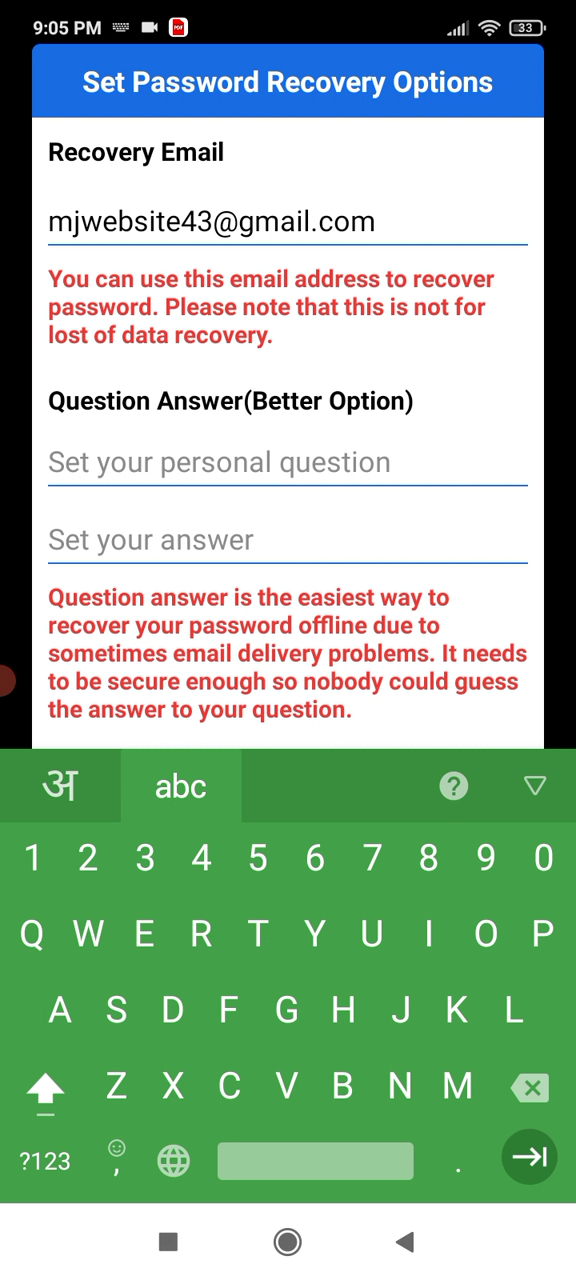 9:05 PM
PDF
33
Set Password Recovery Options
Recovery Email
mjwebsite43@gmail.com
You can use this email address to recover
password. Please note that this is not for
lost of data recovery.
Question Answer(Better Option)
Set your personal question
Set your answer
Question answer is the easiest way to
recover your password offline due to
sometimes email delivery problems. It needs
to be secure enough so nobody could guess
the answer to your question.
अ abc ?
1 2 3 4 5 6 7 8 9 0
Q W E R T Y U I O P
A S D F G H J K L
Z X C V B N M
?123 , .